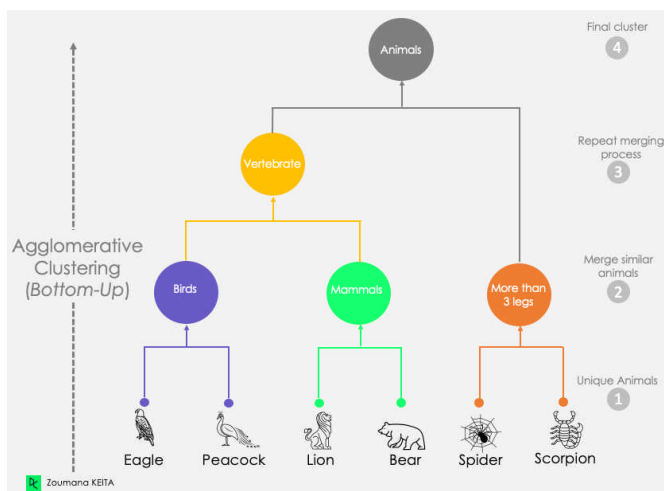 Final cluster
4
Animals
Repeat merging
process
3
Vertebrate
Agglomerative
Clustering
(Bottom-Up)
Merge similar
animals
2
Birds
Mammals
More than
3 legs
Unique Animals
1
Eagle
Peacock
Lion
Bear
Spider
Scorpion
Zoumana KEITA